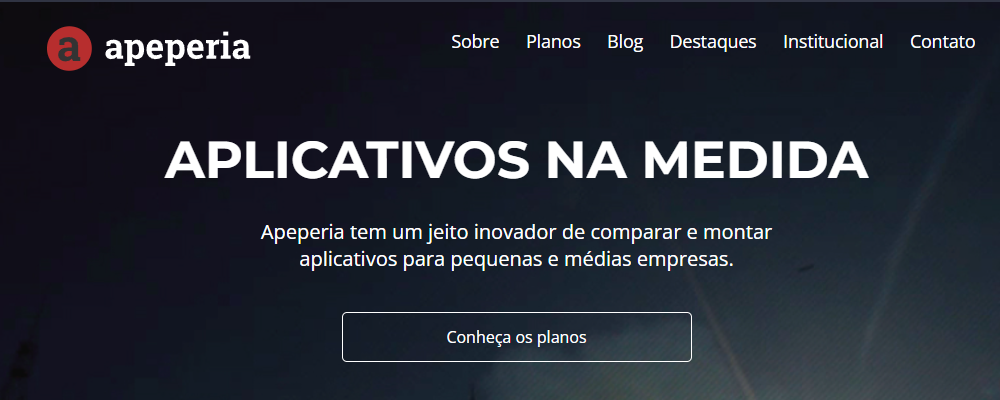 a apeperia
Sobre Planos Blog Destaques Institucional Contato
APLICATIVOS NA MEDIDA
Apeperia tem um jeito inovador de comparar e montar
aplicativos para pequenas e médias empresas.
Conheça os planos